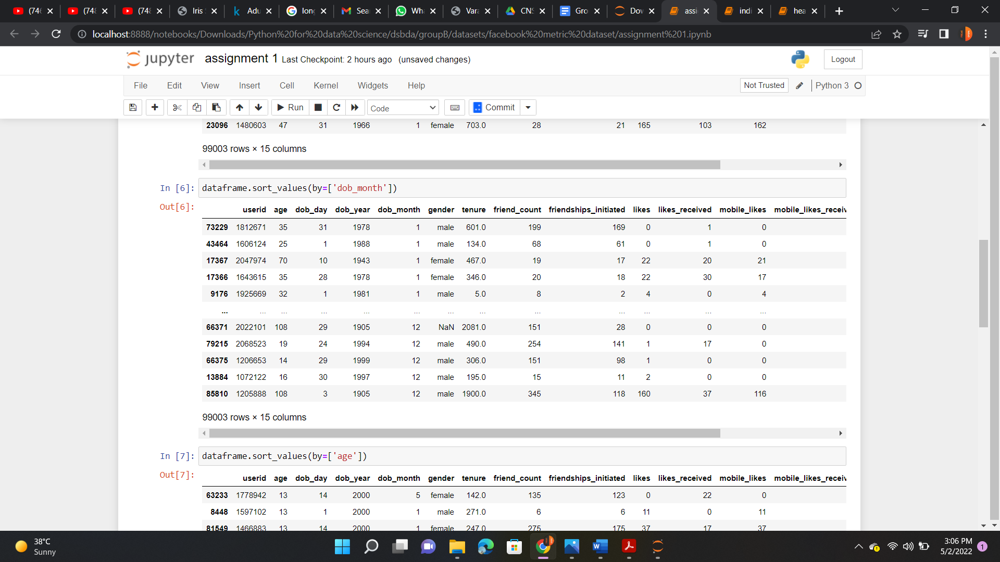 (746 (748 (748 Iris Adu long Sea Wha Vara CNS Gro Dov assi indi hea
localhost:8888/notebooks/Downloads/Python%20for%20data%20science/dsbda/groupB/datasets/facebook%20metric%20dataset/assignment%201.ipynb
jupyter assignment 1 Last Checkpoint: 2 hours ago (unsaved changes) Logout
File Edit View Insert Cell Kernel Widgets Help Not Trusted Python 3
Run Code Commit
23096 1480603 47 31 1966 1 female 703.0 28 21 165 103 162
99003 rows × 15 columns
In [6]: dataframe.sort_values(by=['dob_month'])
Out[6]:
userid age dob_day dob_year dob_month gender tenure friend_count friendships_initiated likes likes_received mobile_likes mobile_likes_receiv
73229 1812671 35 31 1978 1 male 601.0 199 169 0 1 0
43464 1606124 25 1 1988 1 male 134.0 68 61 0 1 0
17367 2047974 70 10 1943 1 female 467.0 19 17 22 20 21
17366 1643615 35 28 1978 1 female 346.0 20 18 22 30 17
9176 1925669 32 1 1981 1 male 5.0 8 2 4 0 4
... ... ... ... ... ... ... ... ... ... ... ... ...
66371 2022101 108 29 1905 12 NaN 2081.0 151 28 0 0 0
79215 2068523 19 24 1994 12 male 490.0 254 141 1 17 0
66375 1206653 14 29 1999 12 male 306.0 151 98 1 0 0
13884 1072122 16 30 1997 12 male 195.0 15 11 2 0 0
85810 1205888 108 3 1905 12 male 1900.0 345 118 160 37 116
99003 rows × 15 columns
In [7]: dataframe.sort_values(by=['age'])
Out[7]:
userid age dob_day dob_year dob_month gender tenure friend_count friendships_initiated likes likes_received mobile_likes mobile_likes_receiv
63233 1778942 13 14 2000 5 female 142.0 135 123 0 22 0
8448 1597102 13 1 2000 1 male 271.0 6 6 11 0 11
81549 1466883 13 14 2000 1 female 247.0 275 175 37 17 37
38°C
Sunny
3:06 PM
5/2/2022 1